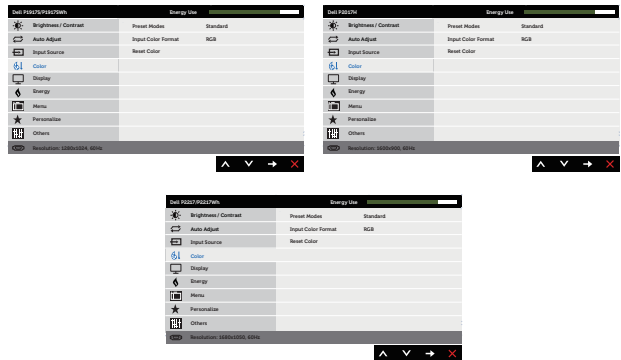 Dell P1917S/P1917SWh Energy Use
Brightness / Contrast Preset Modes Standard
Auto Adjust Input Color Format RGB
Input Source Reset Color
Color
Display
Energy
Menu
Personalize
Others
Resolution: 1280x1024, 60Hz
Dell P2017H Energy Use
Brightness / Contrast Preset Modes Standard
Auto Adjust Input Color Format RGB
Input Source Reset Color
Color
Display
Energy
Menu
Personalize
Others
Resolution: 1600x900, 60Hz
Dell P2217/P2217Wh Energy Use
Brightness / Contrast Preset Modes Standard
Auto Adjust Input Color Format RGB
Input Source Reset Color
Color
Display
Energy
Menu
Personalize
Others
Resolution: 1680x1050, 60Hz